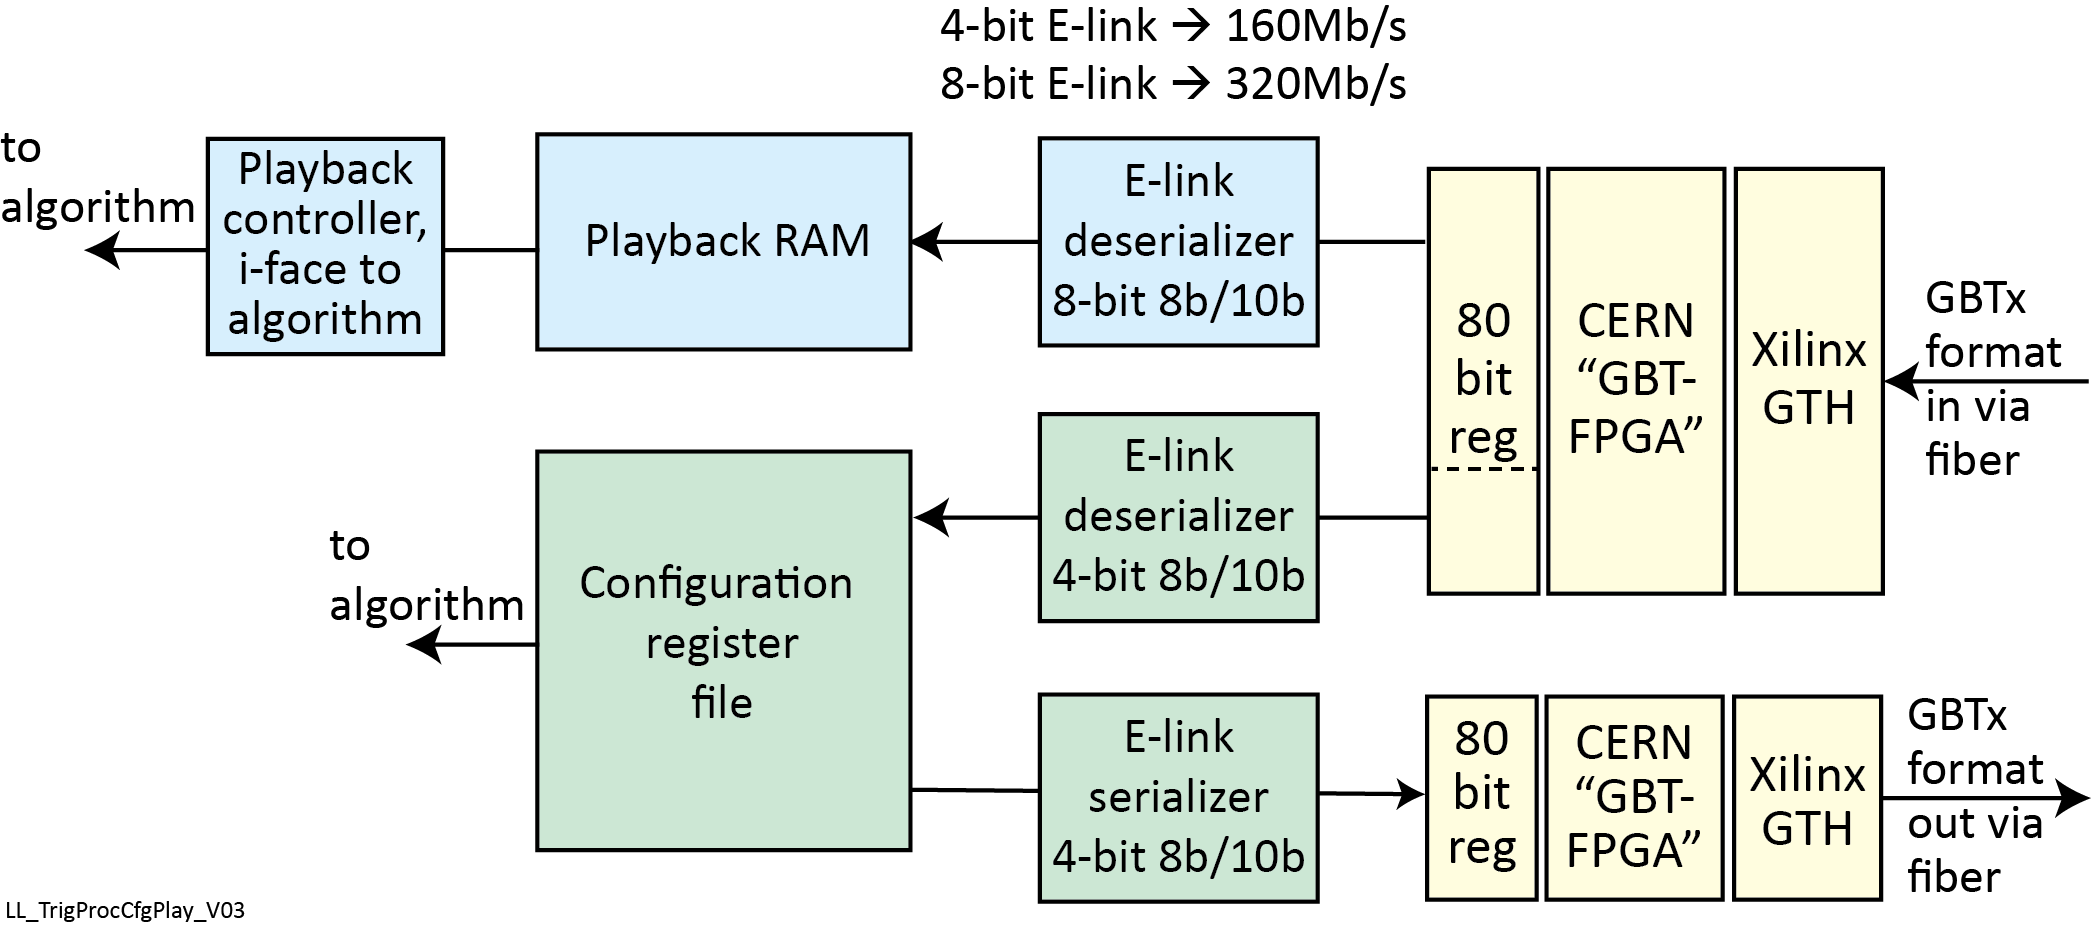 4-bit E-link → 160Mb/s
8-bit E-link → 320Mb/s
to
algorithm
Playback
controller,
i-face to
algorithm
Playback RAM
E-link
deserializer
8-bit 8b/10b
80
bit
reg
CERN
“GBT-
FPGA”
Xilinx
GTH
GBTx
format
in via
fiber
to
algorithm
Configuration
register
file
E-link
deserializer
4-bit 8b/10b
E-link
serializer
4-bit 8b/10b
80
bit
reg
CERN
“GBT-
FPGA”
Xilinx
GTH
GBTx
format
out via
fiber
LL_TrigProcCfgPlay_V03